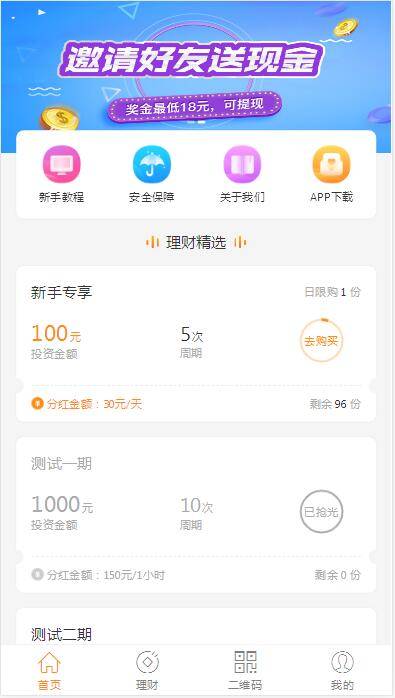 邀请好友送现金
奖金最低18元，可提现
新手教程 安全保障 关于我们 APP下载
理财精选
新手专享 日限购 1 份
100元 5次 去购买
投资金额 周期
分红金额：30元/天 剩余 96 份
测试一期
1000元 10次 已抢光
投资金额 周期
分红金额：150元/1小时 剩余 0 份
测试二期
首页 理财 二维码 我的